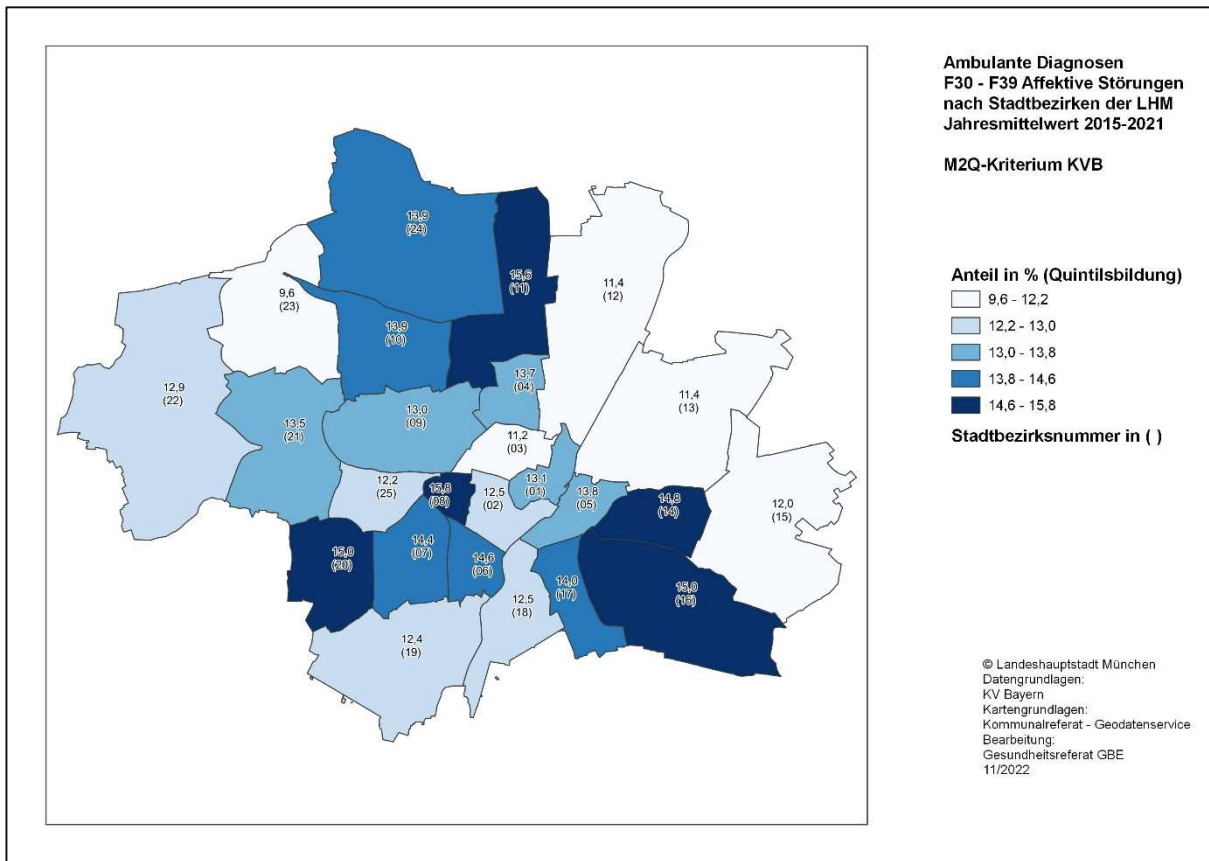 Ambulante Diagnosen
F30 - F39 Affektive Störungen
nach Stadtbezirken der LHM
Jahresmittelwert 2015-2021
M2Q-Kriterium KVB
13,9
(24)
15,6
(11)
11,4
(12)
9,6
(23)
13,9
(10)
13,7
(04)
11,4
(13)
12,9
(22)
13,5
(21)
13,0
(09)
11,2
(03)
12,2
(25)
15,8
(08)
12,5
(02)
13,1
(01)
13,8
(05)
14,8
(14)
12,0
(15)
15,0
(20)
14,4
(07)
14,6
(06)
14,0
(17)
15,0
(16)
12,5
(18)
12,4
(19)
Anteil in % (Quintilsbildung)
9,6 - 12,2
12,2 - 13,0
13,0 - 13,8
13,8 - 14,6
14,6 - 15,8
Stadtbezirksnummer in ( )
© Landeshauptstadt München
Datengrundlagen:
KV Bayern
Kartengrundlagen:
Kommunalreferat - Geodatenservice
Bearbeitung:
Gesundheitsreferat GBE
11/2022